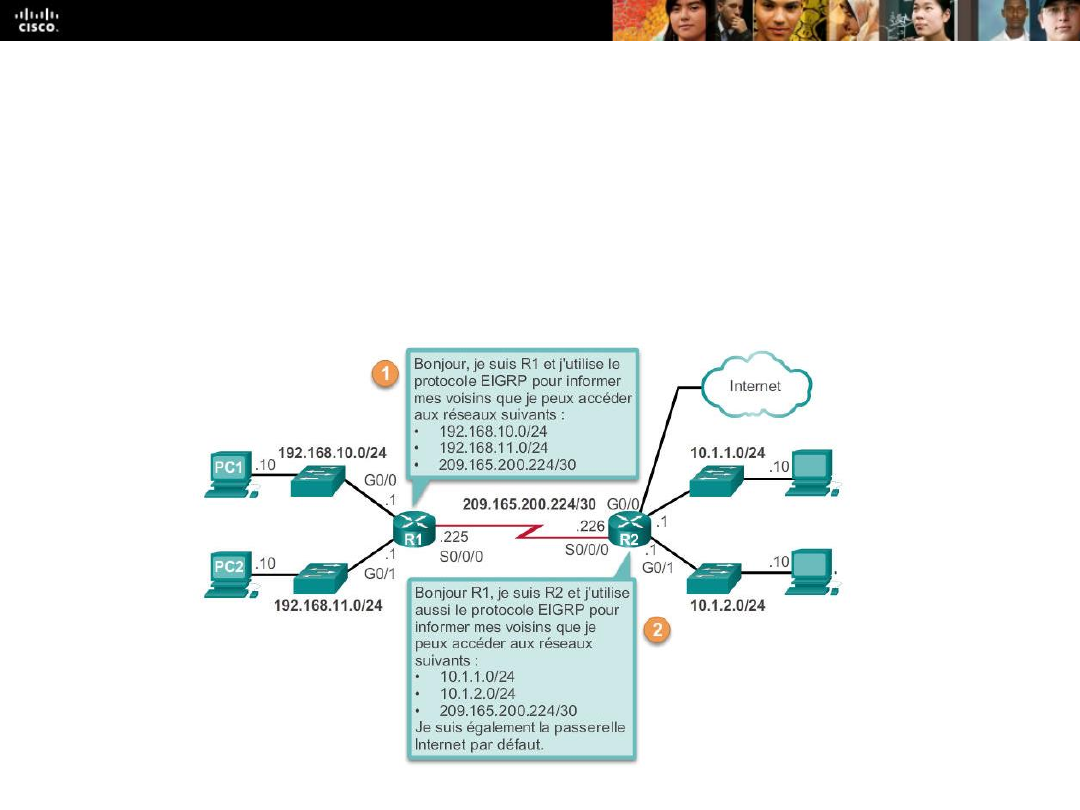 CISCO.
1
Bonjour, je suis R1 et j'utilise le
protocole EIGRP pour informer
mes voisins que je peux accéder
aux réseaux suivants :
• 192.168.10.0/24
• 192.168.11.0/24
• 209.165.200.224/30
Internet
192.168.10.0/24
PC1
.10
G0/0
.1
209.165.200.224/30
G0/0
10.1.1.0/24
.10
R1
.225
S0/0/0
.226
S0/0/0
R2
.1
PC2
.10
.1
G0/1
192.168.11.0/24
.1
G0/1
.10
10.1.2.0/24
Bonjour R1, je suis R2 et j'utilise
aussi le protocole EIGRP pour
informer mes voisins que je
peux accéder aux réseaux
suivants :
• 10.1.1.0/24
• 10.1.2.0/24
• 209.165.200.224/30
Je suis également la passerelle
Internet par défaut.
2